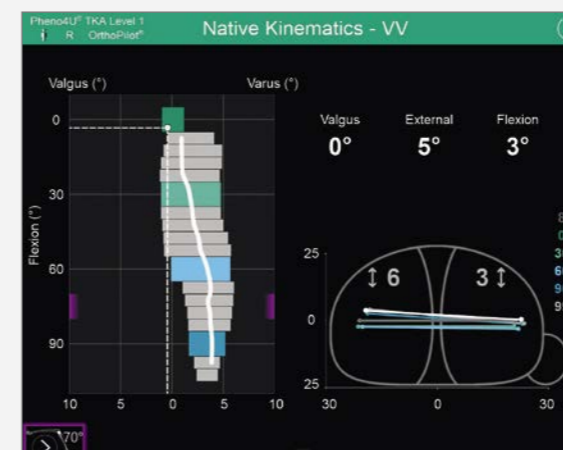 Pheno4U® TKA Level 1
R OrthoPilot®
Native Kinematics - VV
Valgus (°) Varus (°)
Valgus External Flexion
0° 5° 3°
Flexion (°)
0
30
60
90
10 5 0 5 10
25
0
25
30 0 30
6 3
70°